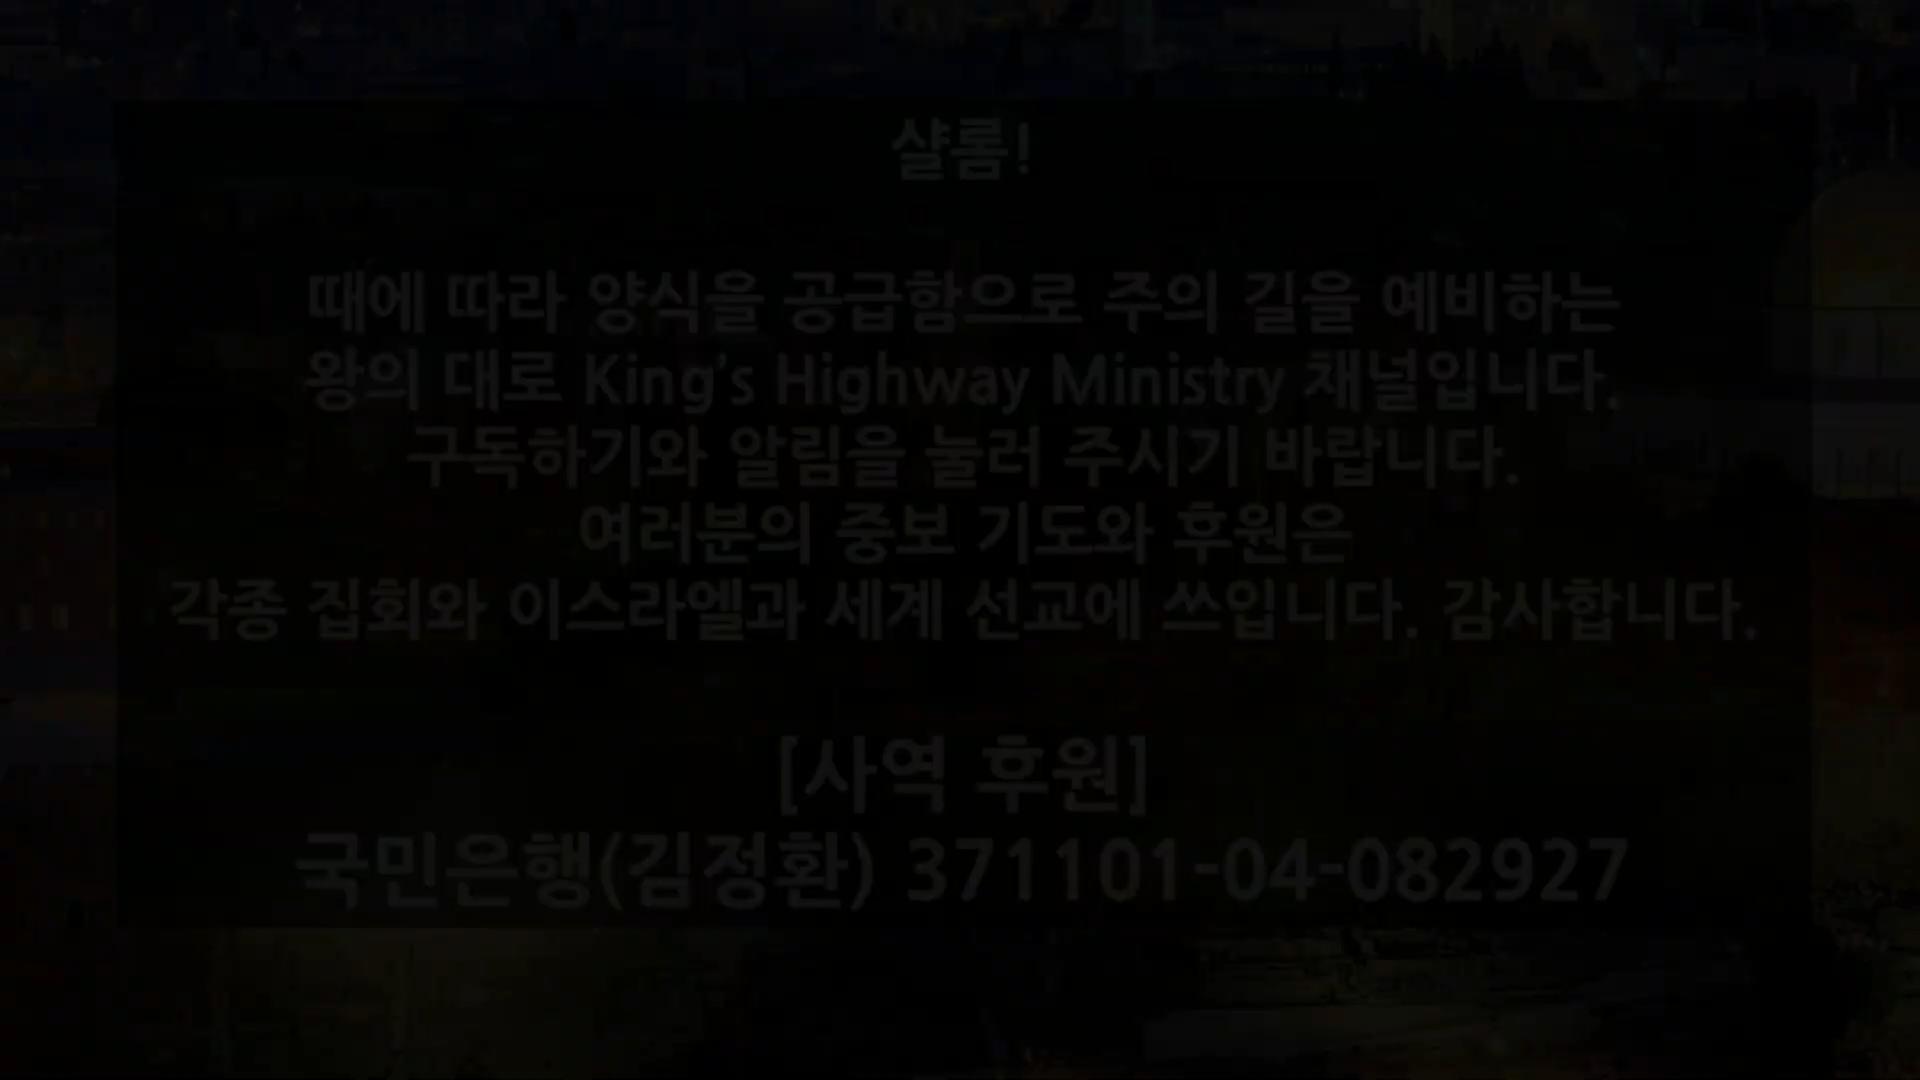 샬롬!
때에 따라 양식을 공급함으로 주의 길을 예비하는
왕의 대로 King's Highway Ministry 채널입니다.
구독하기와 알림을 눌러 주시기 바랍니다.
여러분의 중보 기도와 후원은
각종 집회와 이스라엘과 세계 선교에 쓰입니다. 감사합니다.
[사역 후원]
국민은행(김정환) 371101-04-082927